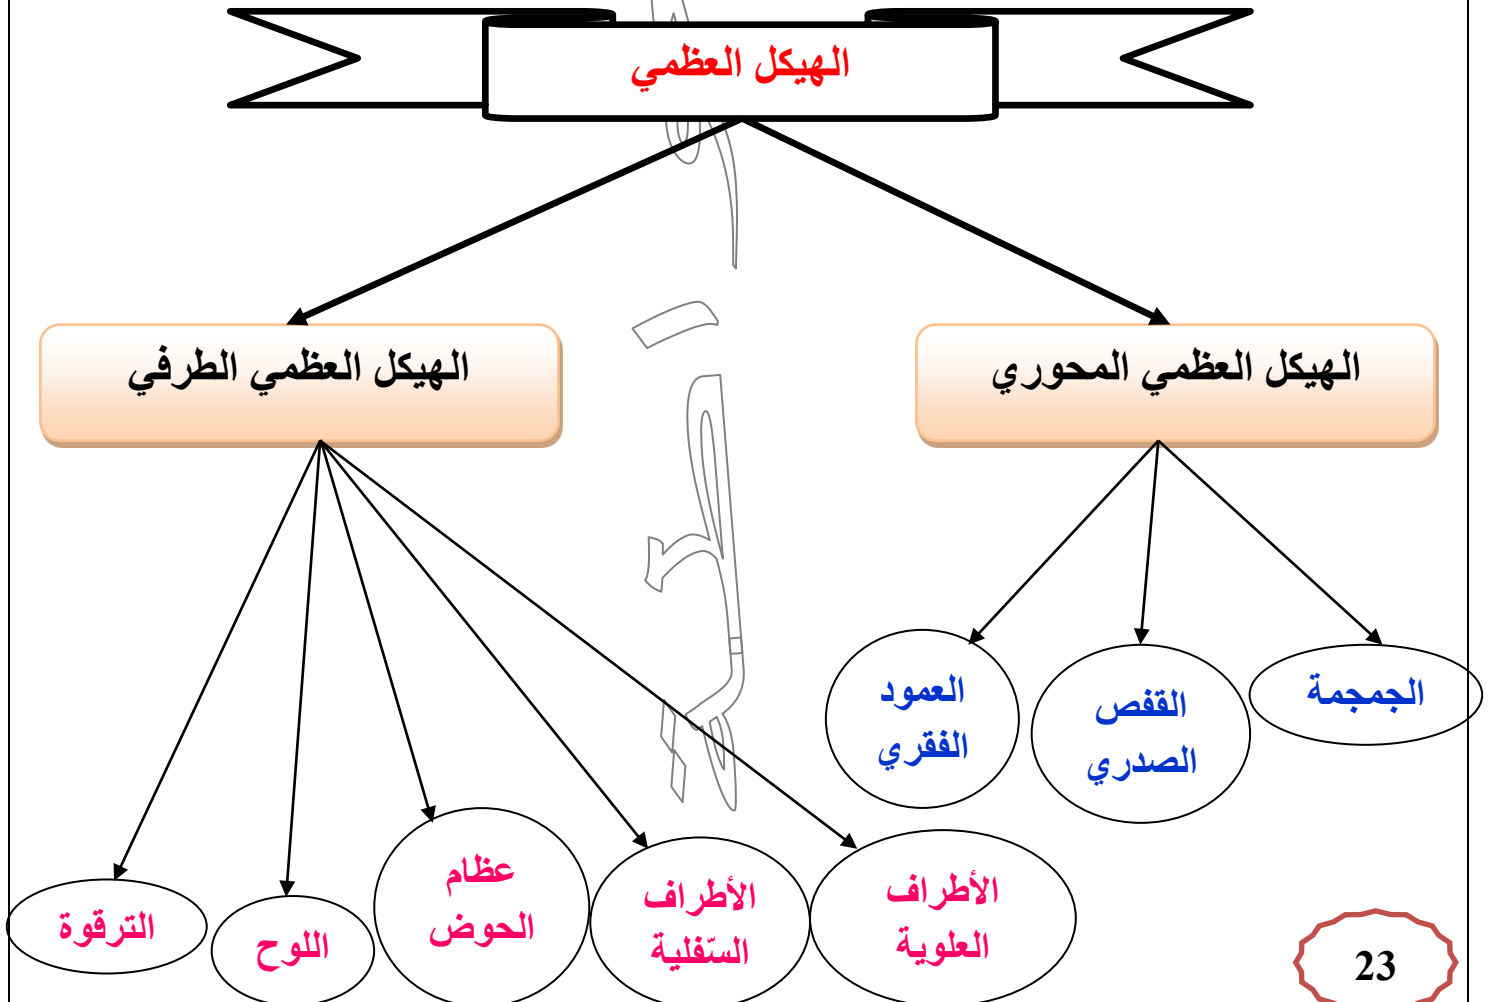 الهيكل العظمي
الهيكل العظمي المحوري
الهيكل العظمي الطرفي
الجمجمة
القفص
الصدري
العمود
الفقري
الأطراف
العلوية
الأطراف
السّفلية
عظام
الحوض
اللوح
الترقوة
23